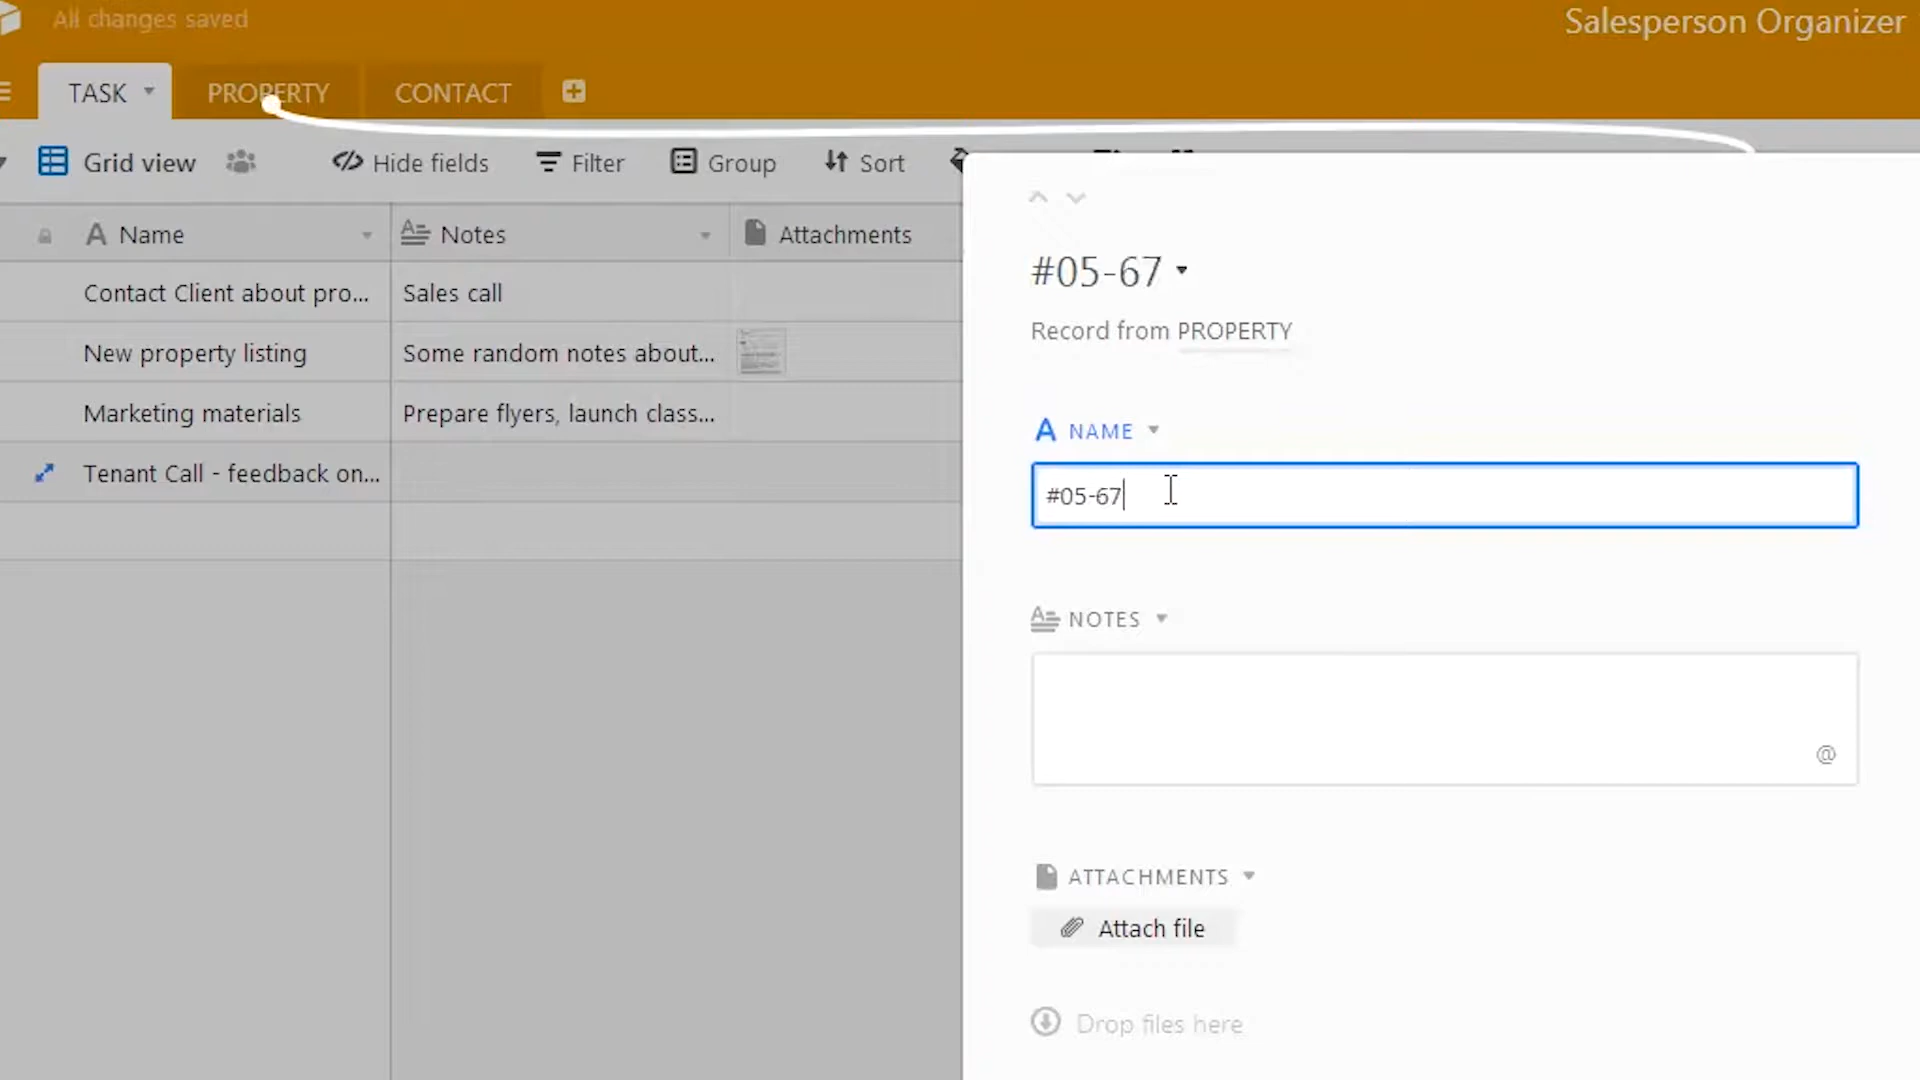 All changes saved
Salesperson Organizer
TASK
PROPERTY
CONTACT
Grid view
Hide fields
Filter
Group
Sort
Name
Notes
Attachments
Contact Client about pro...
Sales call
New property listing
Some random notes about...
Marketing materials
Prepare flyers, launch class...
Tenant Call - feedback on...
#05-67
Record from PROPERTY
A NAME
#05-67
NOTES
@
ATTACHMENTS
Attach file
Drop files here